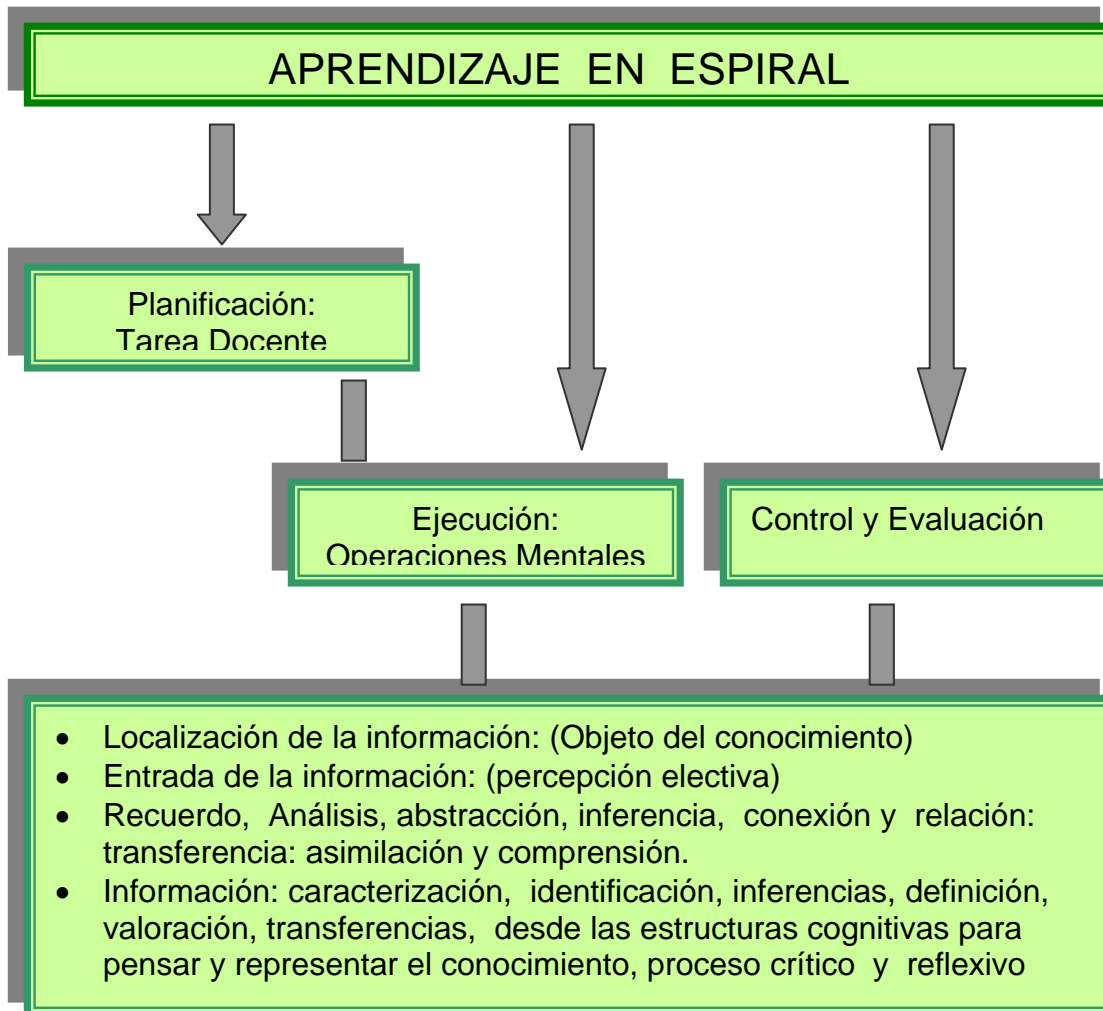 APRENDIZAJE EN ESPIRAL
Planificación:
Tarea Docente
Ejecución:
Operaciones Mentales
Control y Evaluación
• Localización de la información: (Objeto del conocimiento)
• Entrada de la información: (percepción electiva)
• Recuerdo, Análisis, abstracción, inferencia, conexión y relación:
transferencia: asimilación y comprensión.
• Información: caracterización, identificación, inferencias, definición,
valoración, transferencias, desde las estructuras cognitivas para
pensar y representar el conocimiento, proceso crítico y reflexivo